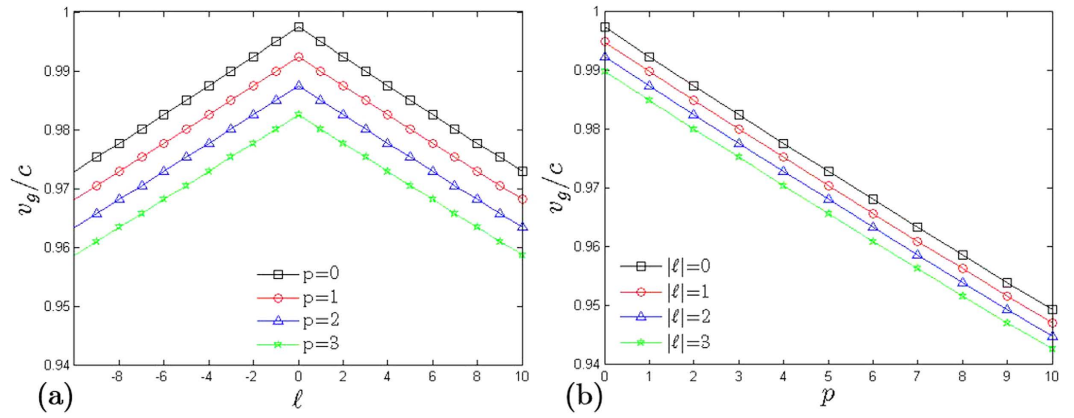 1
0.99
0.98
0.97
0.96
0.95
0.94
v_g/c
-8 -6 -4 -2 0 2 4 6 8 10
ℓ
p=0
p=1
p=2
p=3
(a)
1
0.99
0.98
0.97
0.96
0.95
0.94
v_g/c
0 1 2 3 4 5 6 7 8 9 10
p
|ℓ|=0
|ℓ|=1
|ℓ|=2
|ℓ|=3
(b)